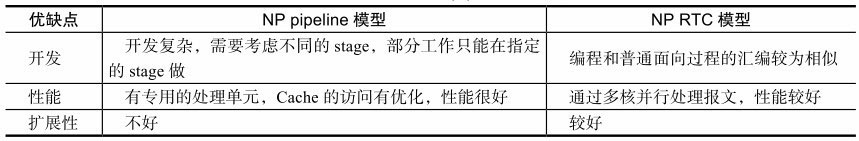 优缺点 NP pipeline 模型 NP RTC 模型
开发 开发复杂，需要考虑不同的 stage，部分工作只能在指定
的 stage 做 编程和普通面向过程的汇编较为相似
性能 有专用的处理单元，Cache 的访问有优化，性能很好 通过多核并行处理报文，性能较好
扩展性 不好 较好